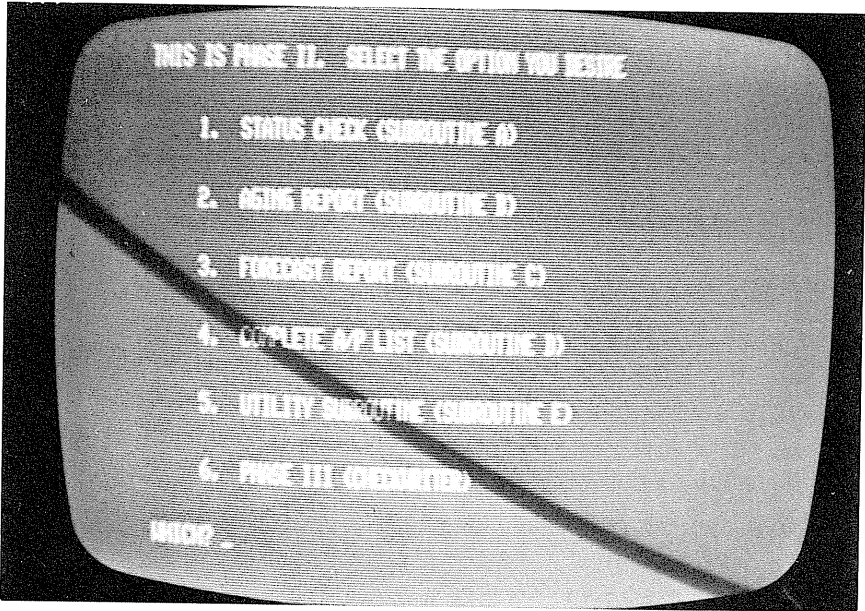 THIS IS PHASE II. SELECT THE OPTION YOU DESIRE
1. STATUS CHECK (SUBROUTINE A)
2. AGING REPORT (SUBROUTINE B)
3. FORECAST REPORT (SUBROUTINE C)
4. COMPLETE A/P LIST (SUBROUTINE D)
5. UTILITY SUBROUTINE (SUBROUTINE E)
6. PHASE III (CHECKWRITER)
WHICH? _